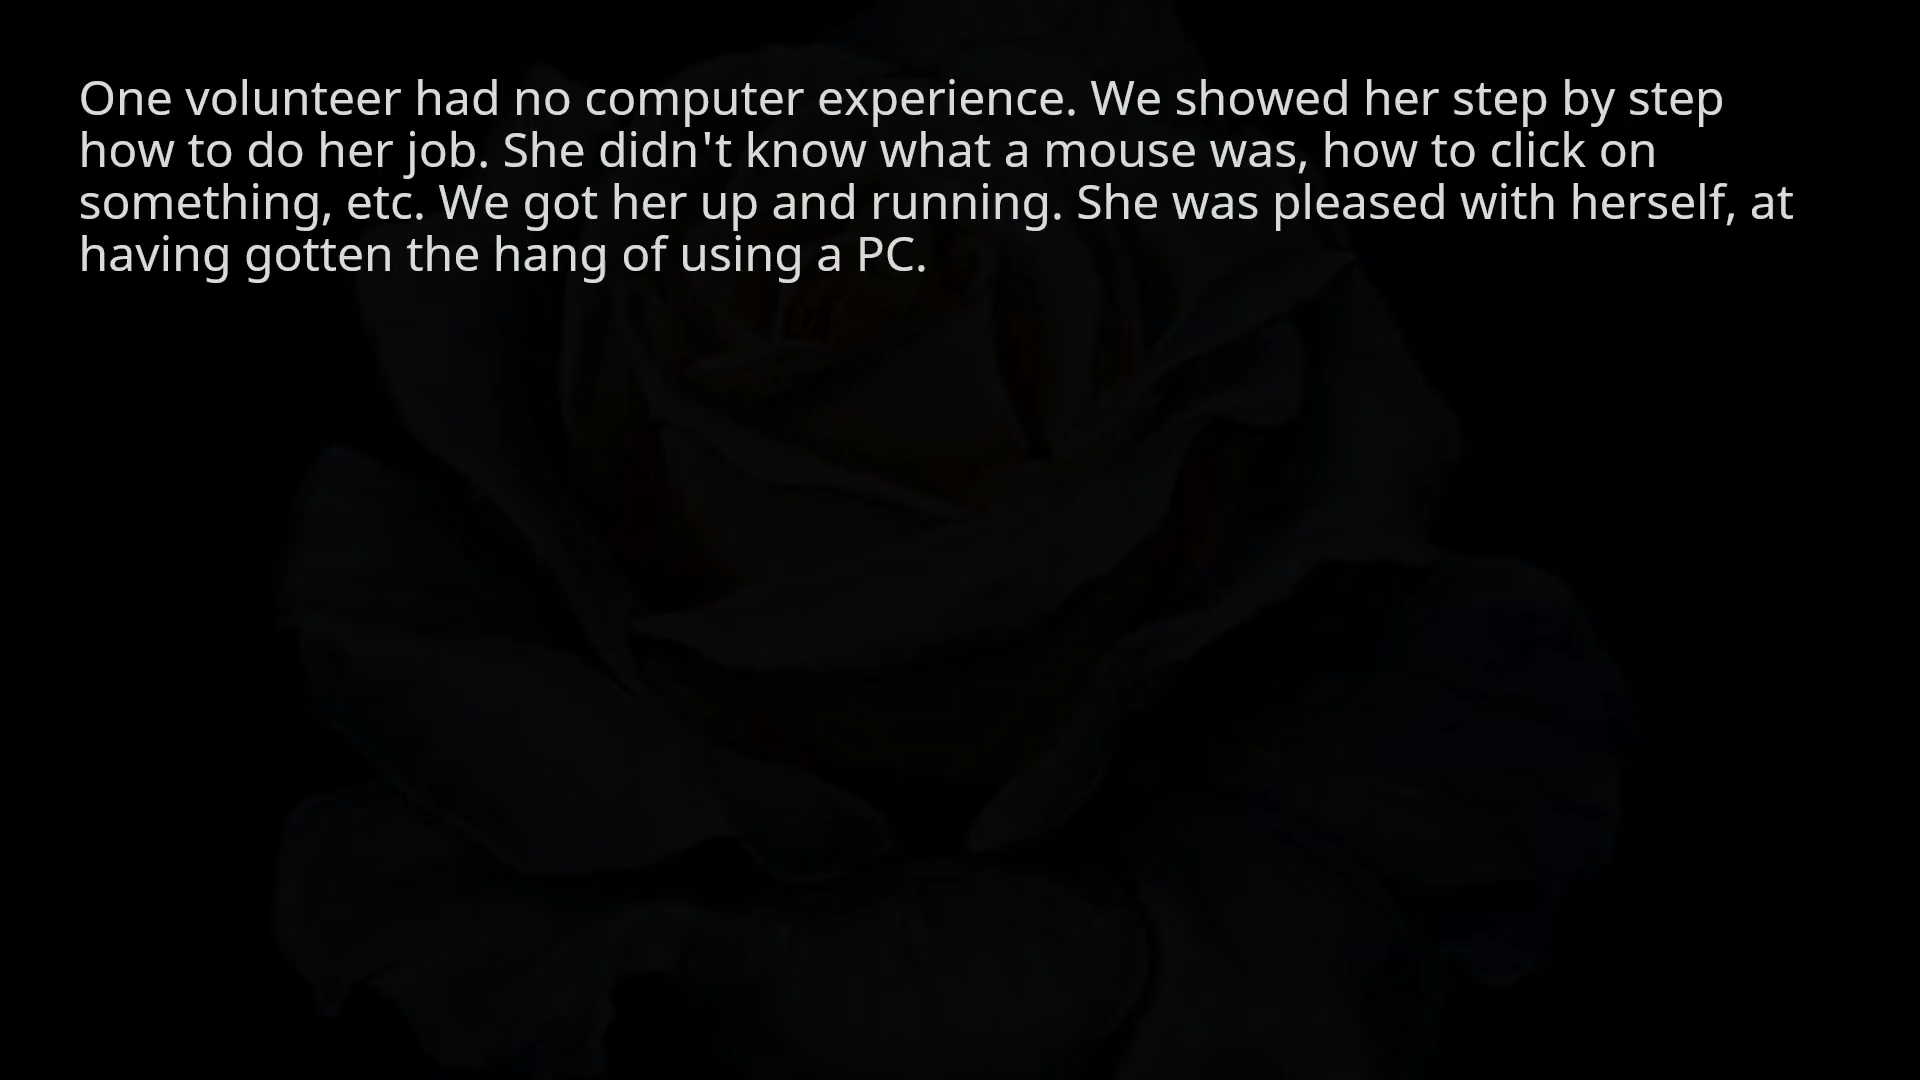 One volunteer had no computer experience. We showed her step by step
how to do her job. She didn't know what a mouse was, how to click on
something, etc. We got her up and running. She was pleased with herself, at
having gotten the hang of using a PC.